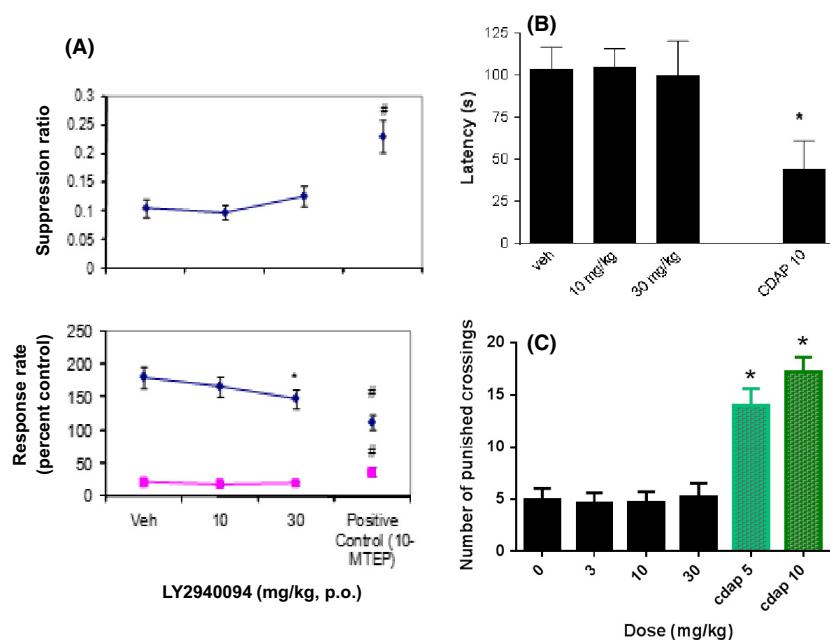 (A)
Suppression ratio
0.3
0.25
0.2
0.15
0.1
0.05
0
#
Response rate
(percent control)
250
200
150
100
50
0
*
#
#
Veh
10
30
Positive
Control (10-
MTEP)
LY2940094 (mg/kg, p.o.)
(B)
Latency (s)
125
100
75
50
25
0
*
veh
10 mg/kg
30 mg/kg
CDAP 10
(C)
Number of punished crossings
20
15
10
5
0
*
*
0
3
10
30
cdap 5
cdap 10
Dose (mg/kg)